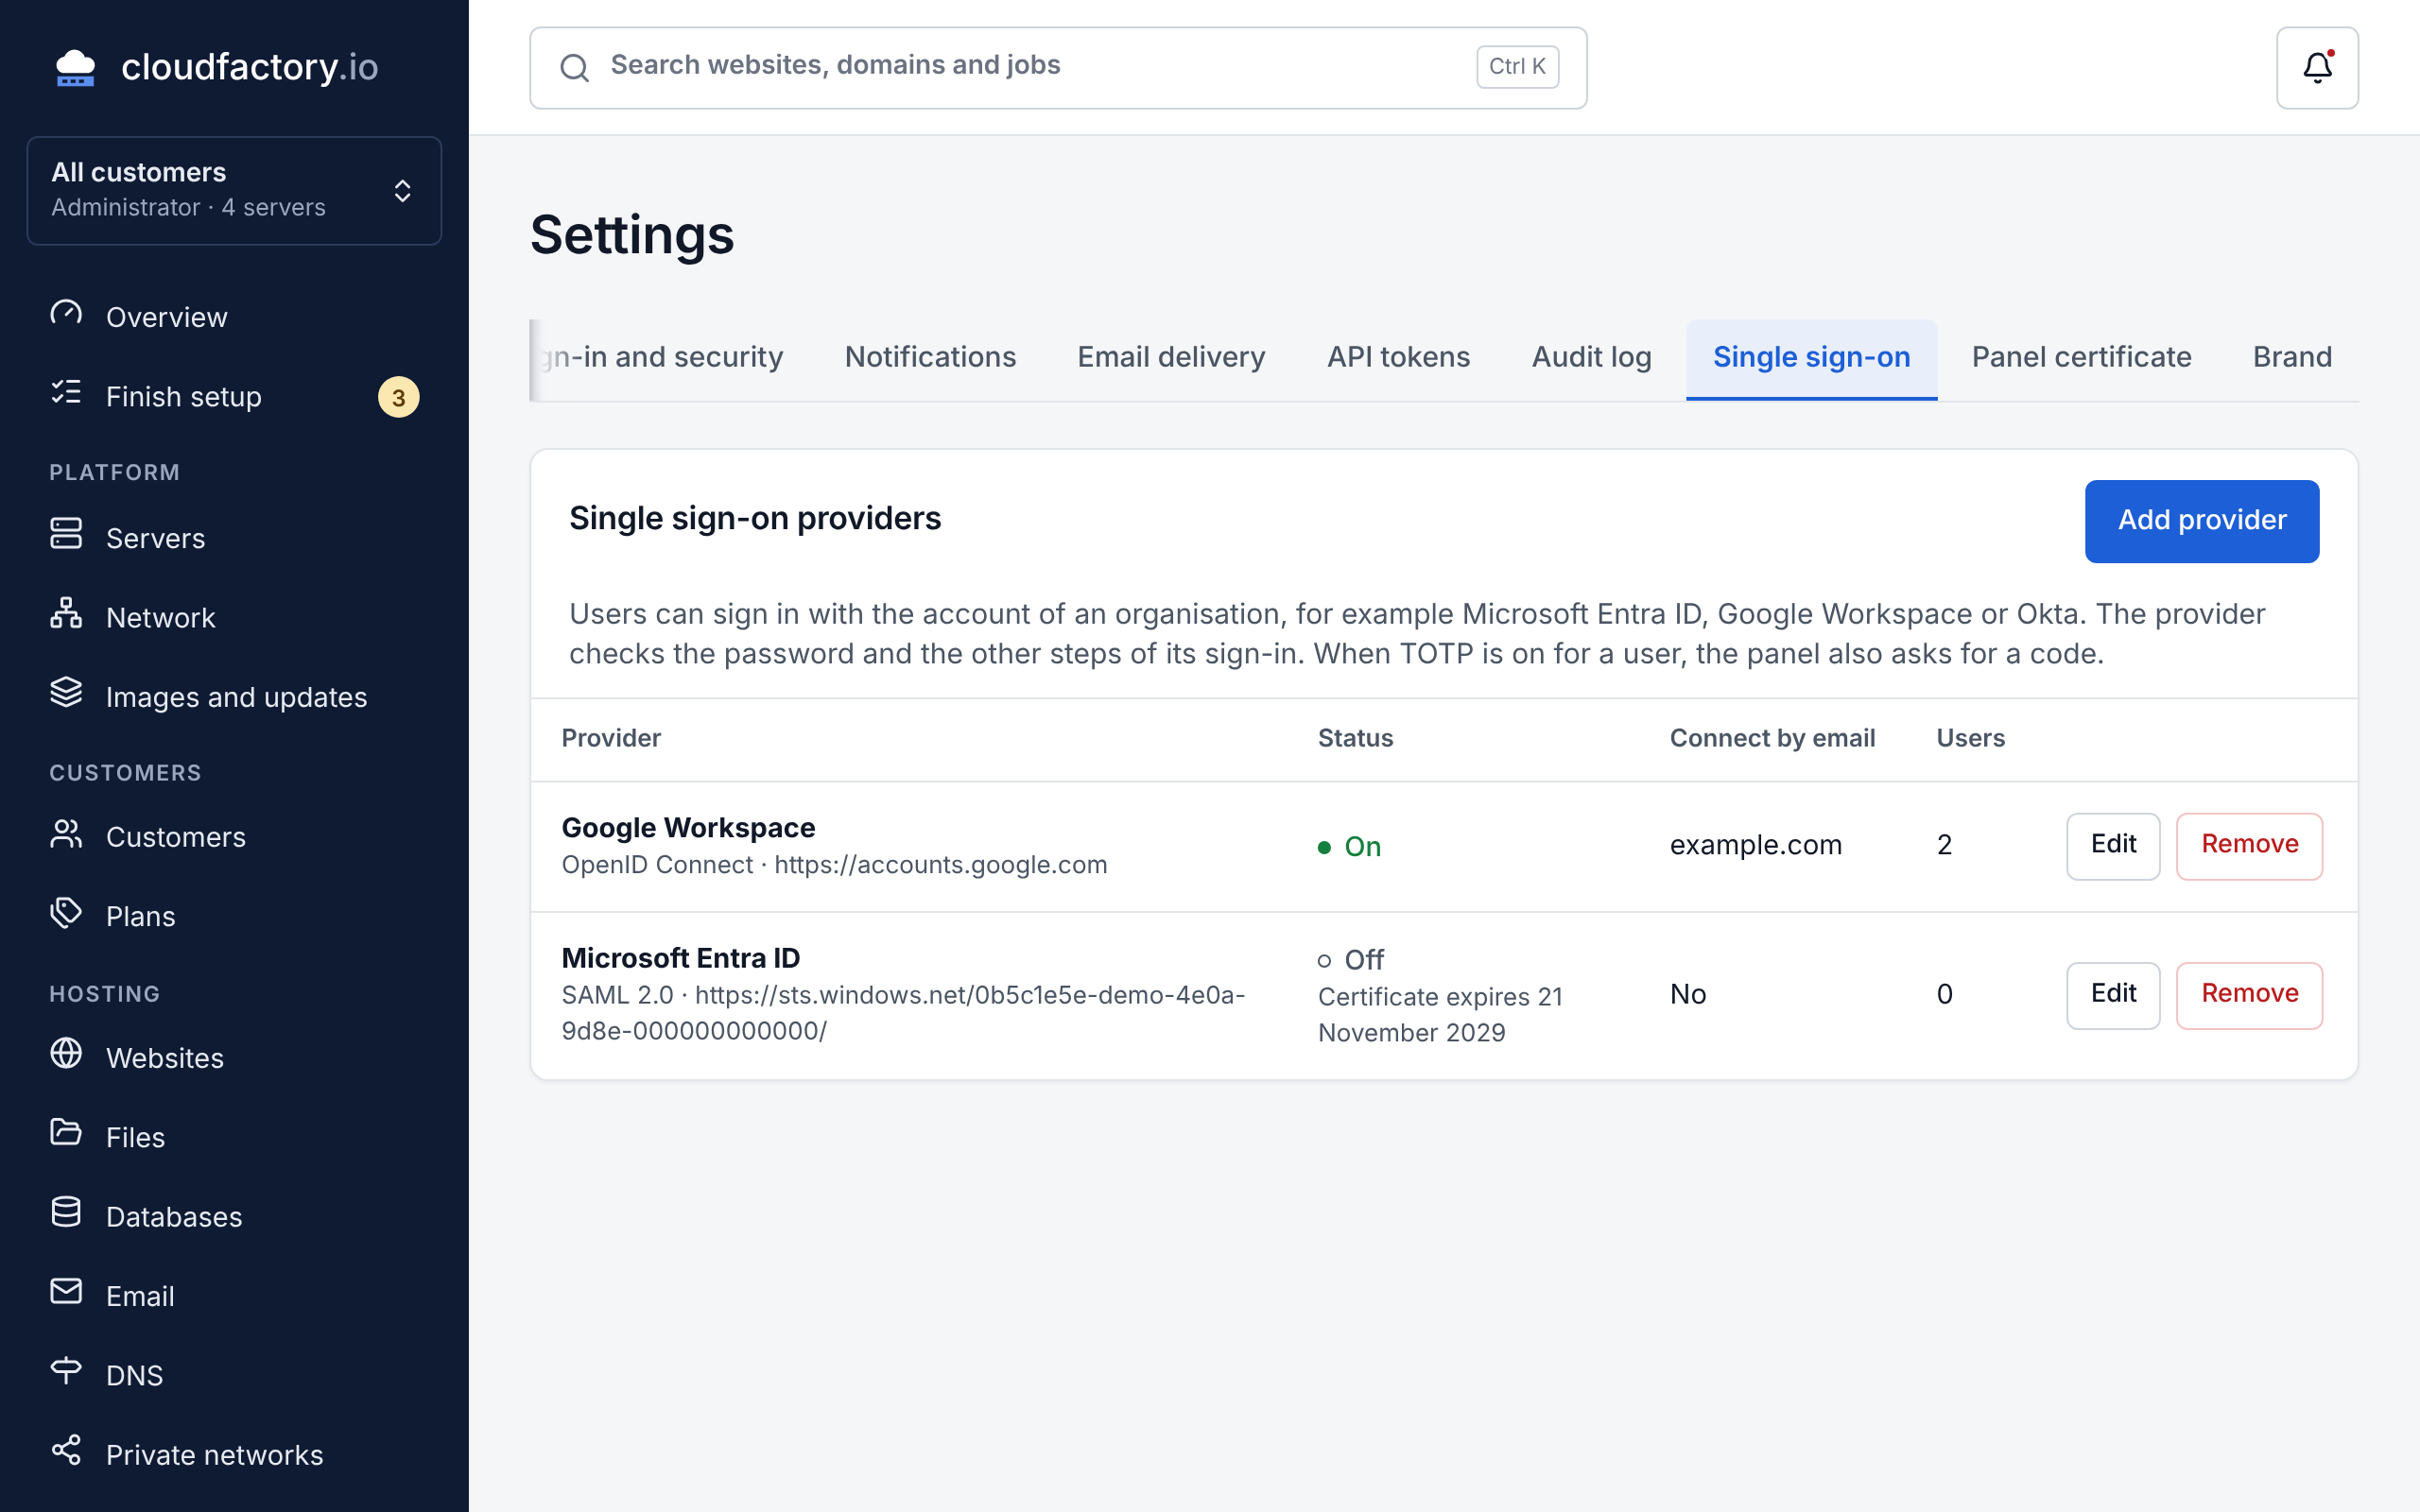 cloudfactory.io
Search websites, domains and jobs
Ctrl K
All customers
Administrator · 4 servers
Overview
Finish setup
3
PLATFORM
Servers
Network
Images and updates
CUSTOMERS
Customers
Plans
HOSTING
Websites
Files
Databases
Email
DNS
Private networks
Settings
gn-in and security
Notifications
Email delivery
API tokens
Audit log
Single sign-on
Panel certificate
Brand
Single sign-on providers
Add provider
Users can sign in with the account of an organisation, for example Microsoft Entra ID, Google Workspace or Okta. The provider
checks the password and the other steps of its sign-in. When TOTP is on for a user, the panel also asks for a code.
Provider
Status
Connect by email
Users
Google Workspace
OpenID Connect · https://accounts.google.com
On
example.com
2
Edit
Remove
Microsoft Entra ID
SAML 2.0 · https://sts.windows.net/0b5c1e5e-demo-4e0a-
9d8e-000000000000/
Off
Certificate expires 21
November 2029
No
0
Edit
Remove